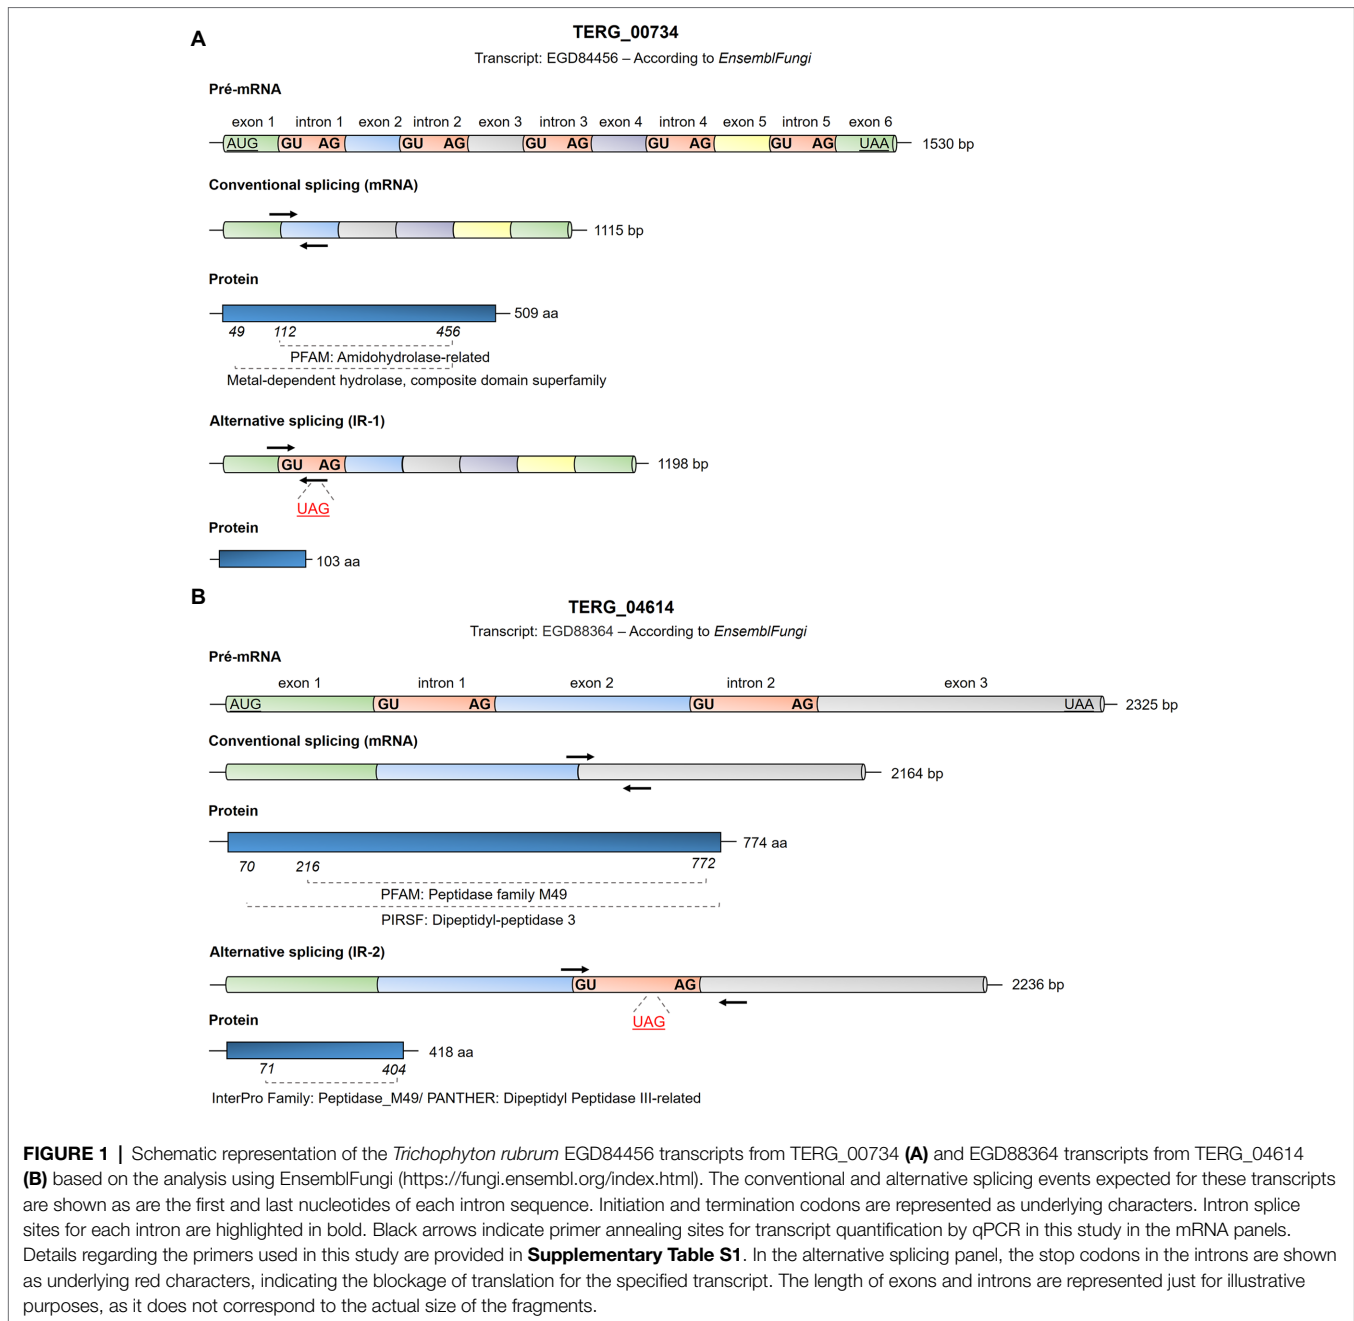 A
TERG_00734
Transcript: EGD84456 – According to EnsemblFungi
Pré-mRNA
exon 1 intron 1 exon 2 intron 2 exon 3 intron 3 exon 4 intron 4 exon 5 intron 5 exon 6
AUG GU AG GU AG GU AG GU AG GU AG UAA 1530 bp
Conventional splicing (mRNA)
1115 bp
Protein
509 aa
49 112 456
PFAM: Amidohydrolase-related
Metal-dependent hydrolase, composite domain superfamily
Alternative splicing (IR-1)
GU AG 1198 bp
UAG
Protein
103 aa
B
TERG_04614
Transcript: EGD88364 – According to EnsemblFungi
Pré-mRNA
exon 1 intron 1 exon 2 intron 2 exon 3
AUG GU AG GU AG UAA 2325 bp
Conventional splicing (mRNA)
2164 bp
Protein
774 aa
70 216 772
PFAM: Peptidase family M49
PIRSF: Dipeptidyl-peptidase 3
Alternative splicing (IR-2)
GU AG 2236 bp
UAG
Protein
418 aa
71 404
InterPro Family: Peptidase_M49/ PANTHER: Dipeptidyl Peptidase III-related
FIGURE 1 | Schematic representation of the Trichophyton rubrum EGD84456 transcripts from TERG_00734 (A) and EGD88364 transcripts from TERG_04614
(B) based on the analysis using EnsemblFungi (https://fungi.ensembl.org/index.html). The conventional and alternative splicing events expected for these transcripts
are shown as are the first and last nucleotides of each intron sequence. Initiation and termination codons are represented as underlying characters. Intron splice
sites for each intron are highlighted in bold. Black arrows indicate primer annealing sites for transcript quantification by qPCR in this study in the mRNA panels.
Details regarding the primers used in this study are provided in Supplementary Table S1. In the alternative splicing panel, the stop codons in the introns are shown
as underlying red characters, indicating the blockage of translation for the specified transcript. The length of exons and introns are represented just for illustrative
purposes, as it does not correspond to the actual size of the fragments.